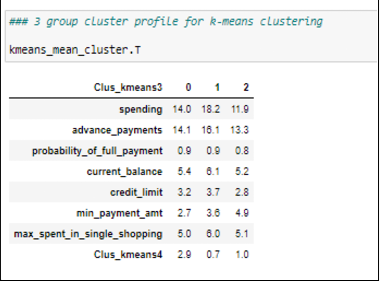 ### 3 group cluster profile for k-means clustering
kmeans_mean_cluster.T
Clus_kmeans3 0 1 2
spending 14.0 18.2 11.9
advance_payments 14.1 16.1 13.3
probability_of_full_payment 0.9 0.9 0.8
current_balance 5.4 6.1 5.2
credit_limit 3.2 3.7 2.8
min_payment_amt 2.7 3.6 4.9
max_spent_in_single_shopping 5.0 6.0 5.1
Clus_kmeans4 2.9 0.7 1.0